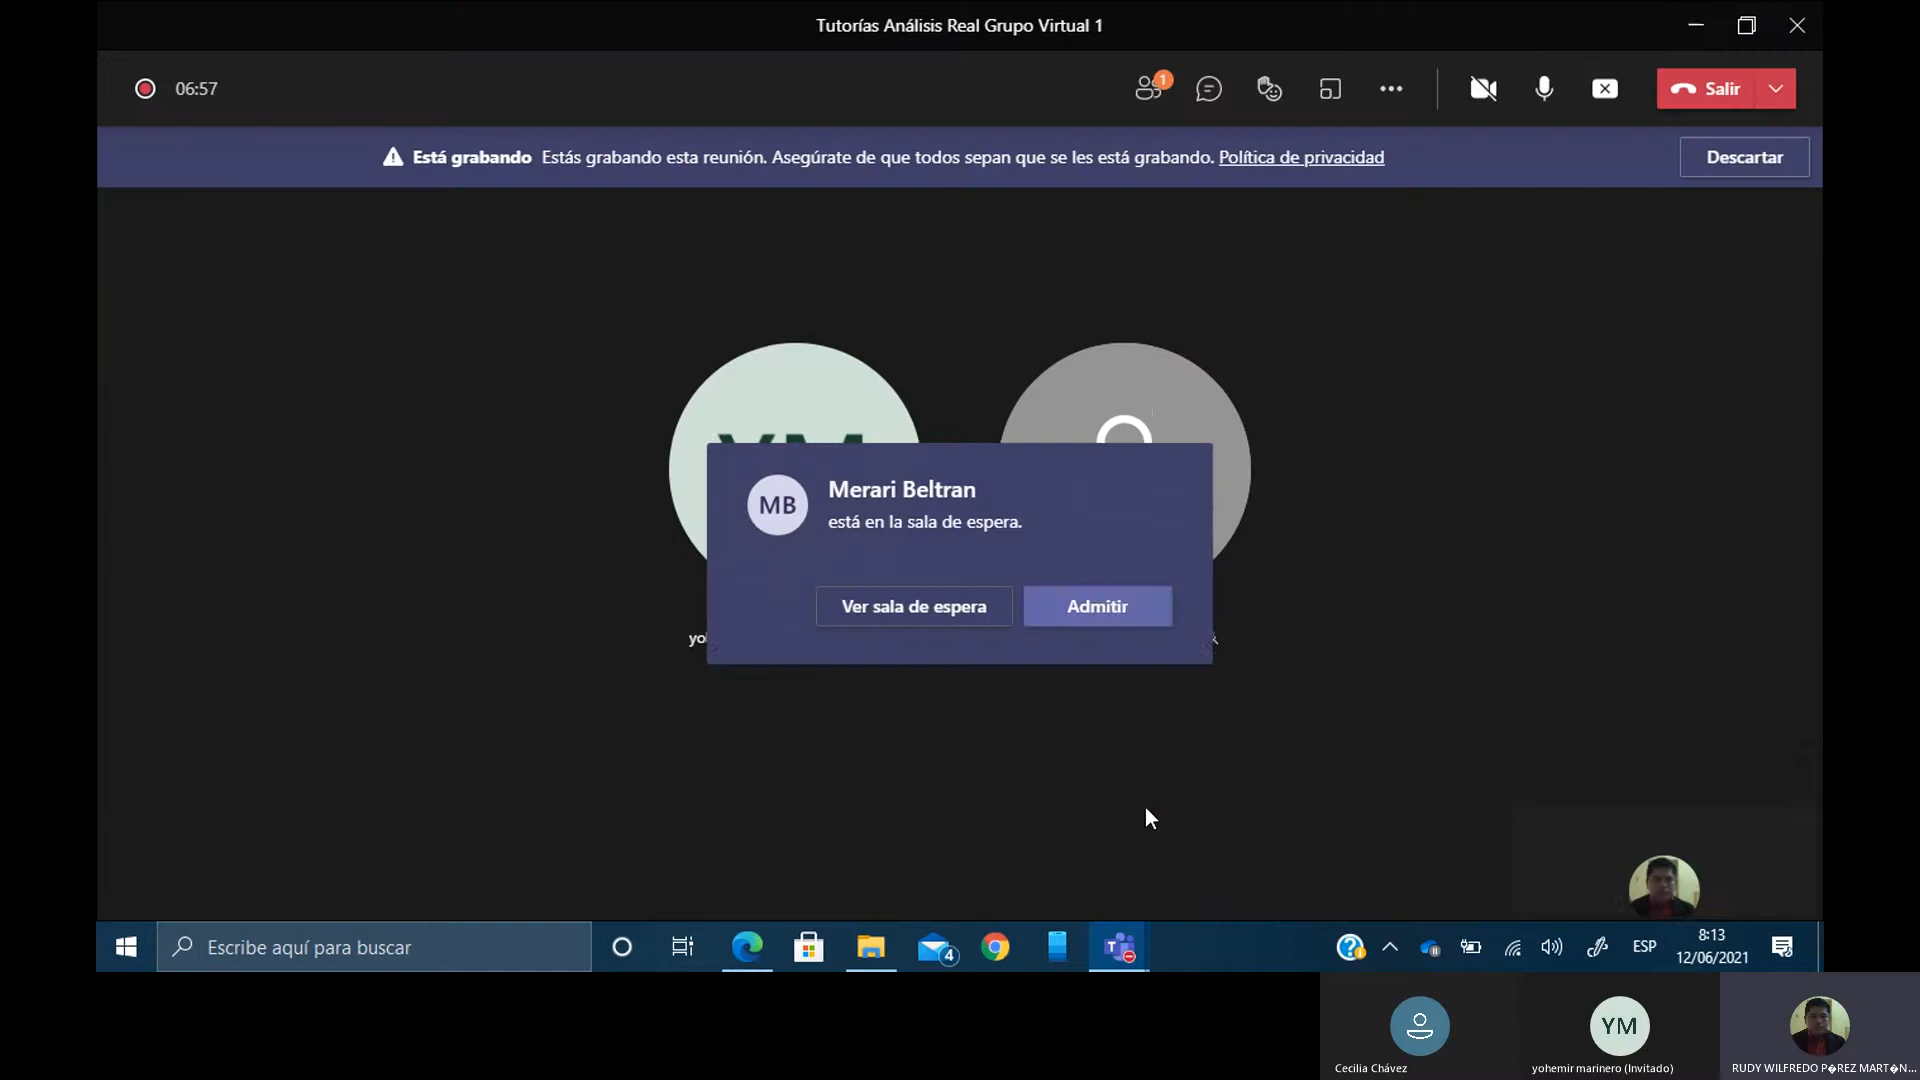 Tutorías Análisis Real Grupo Virtual 1
06:57
1
Salir
Está grabando Estás grabando esta reunión. Asegúrate de que todos sepan que se les está grabando. Política de privacidad
Descartar
MB
Merari Beltran
está en la sala de espera.
Ver sala de espera
Admitir
Escribe aquí para buscar
4
ESP
8:13
12/06/2021
YM
Cecilia Chávez
yohemir marinero (Invitado)
RUDY WILFREDO P�REZ MART�N...